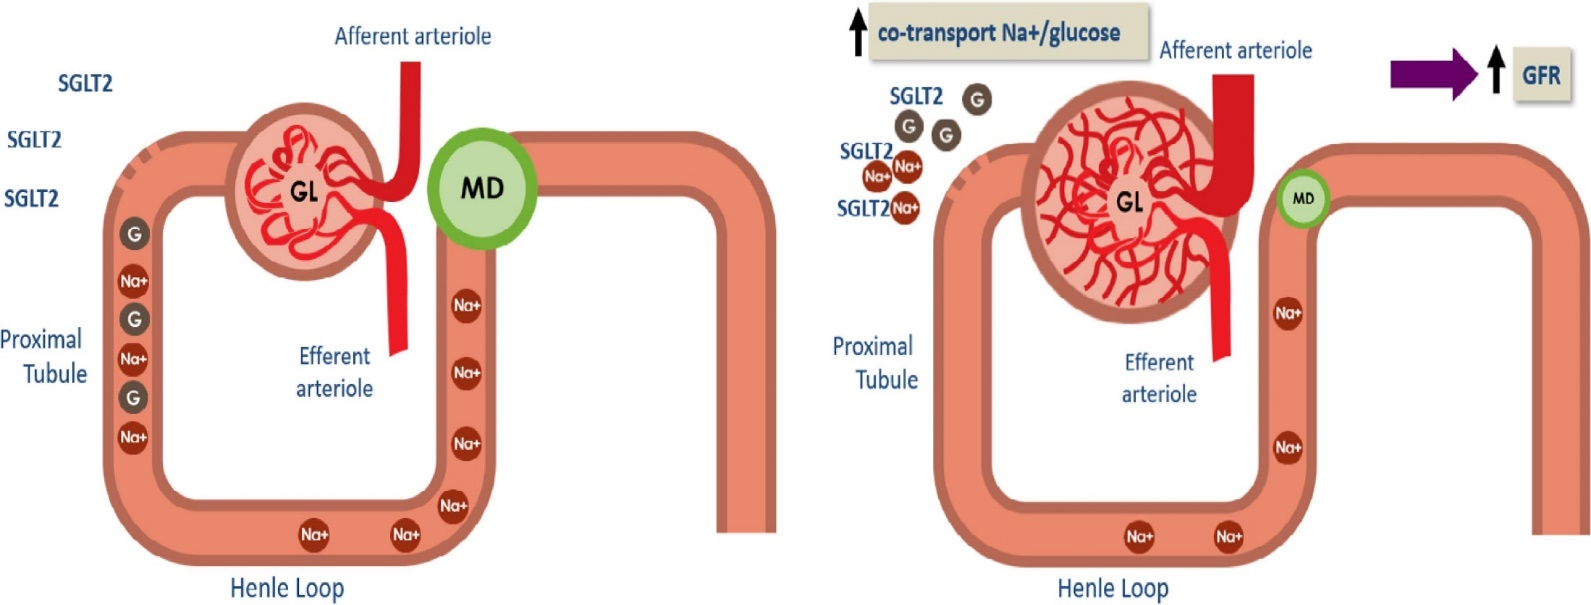 Afferent arteriole
SGLT2
SGLT2
SGLT2
GL
MD
G
Na+
G
Na+
G
Na+
Na+
Na+
Na+
Na+
Na+
Na+
Proximal
Tubule
Efferent
arteriole
Henle Loop
co-transport Na+/glucose
Afferent arteriole
GFR
SGLT2
G
G
G
SGLT2
Na+
Na+
SGLT2
Na+
GL
MD
Na+
Na+
Na+
Na+
Proximal
Tubule
Efferent
arteriole
Henle Loop